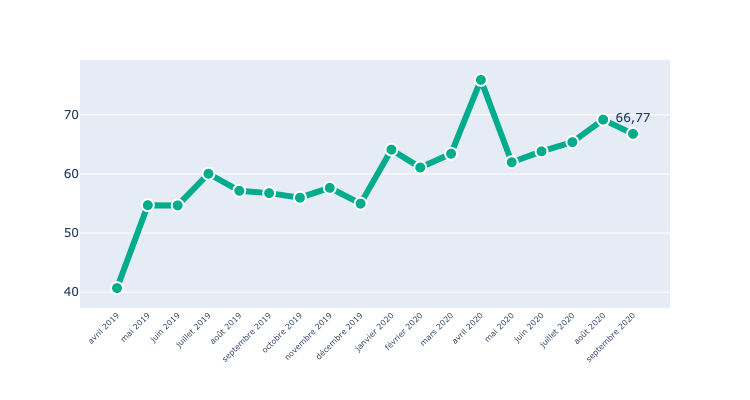 70
60
50
40
66,77
avril 2019
mai 2019
juin 2019
juillet 2019
août 2019
septembre 2019
octobre 2019
novembre 2019
décembre 2019
janvier 2020
février 2020
mars 2020
avril 2020
mai 2020
juin 2020
juillet 2020
août 2020
septembre 2020